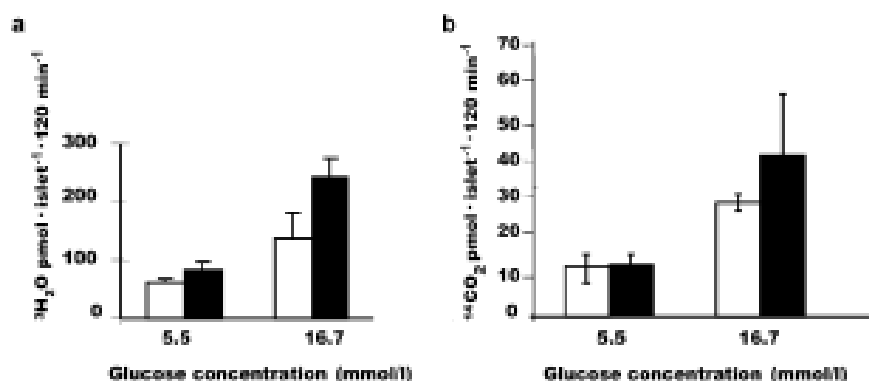 a
³H₂O pmol · islet⁻¹ · 120 min⁻¹
300
200
100
0
5.5 16.7
Glucose concentration (mmol/l)
b
¹⁴CO₂ pmol · islet⁻¹ · 120 min⁻¹
70
60
50
40
30
20
10
0
5.5 16.7
Glucose concentration (mmol/l)